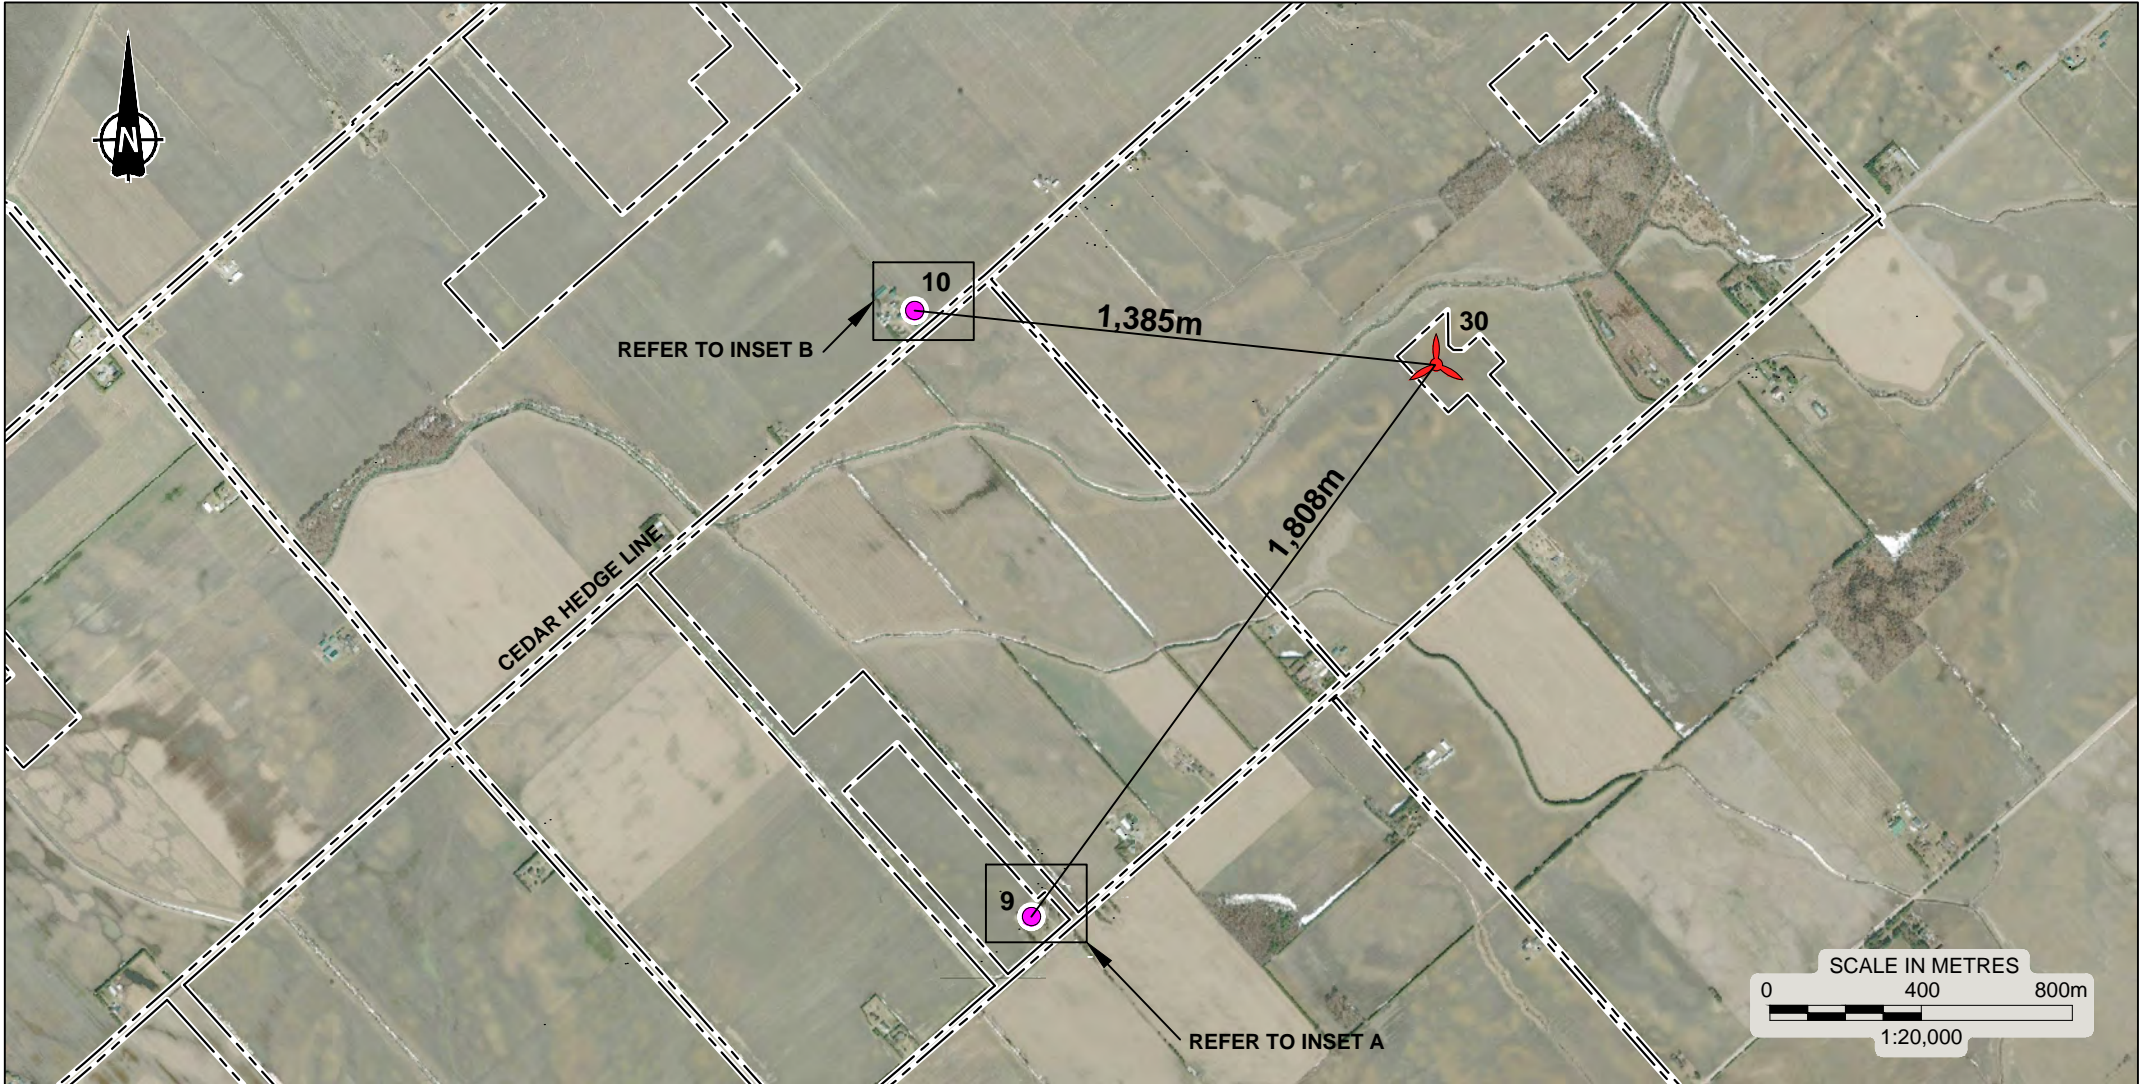 N
10
REFER TO INSET B
1,385m
30
1,808m
CEDAR HEDGE LINE
9
REFER TO INSET A
SCALE IN METRES
0 400 800m
1:20,000